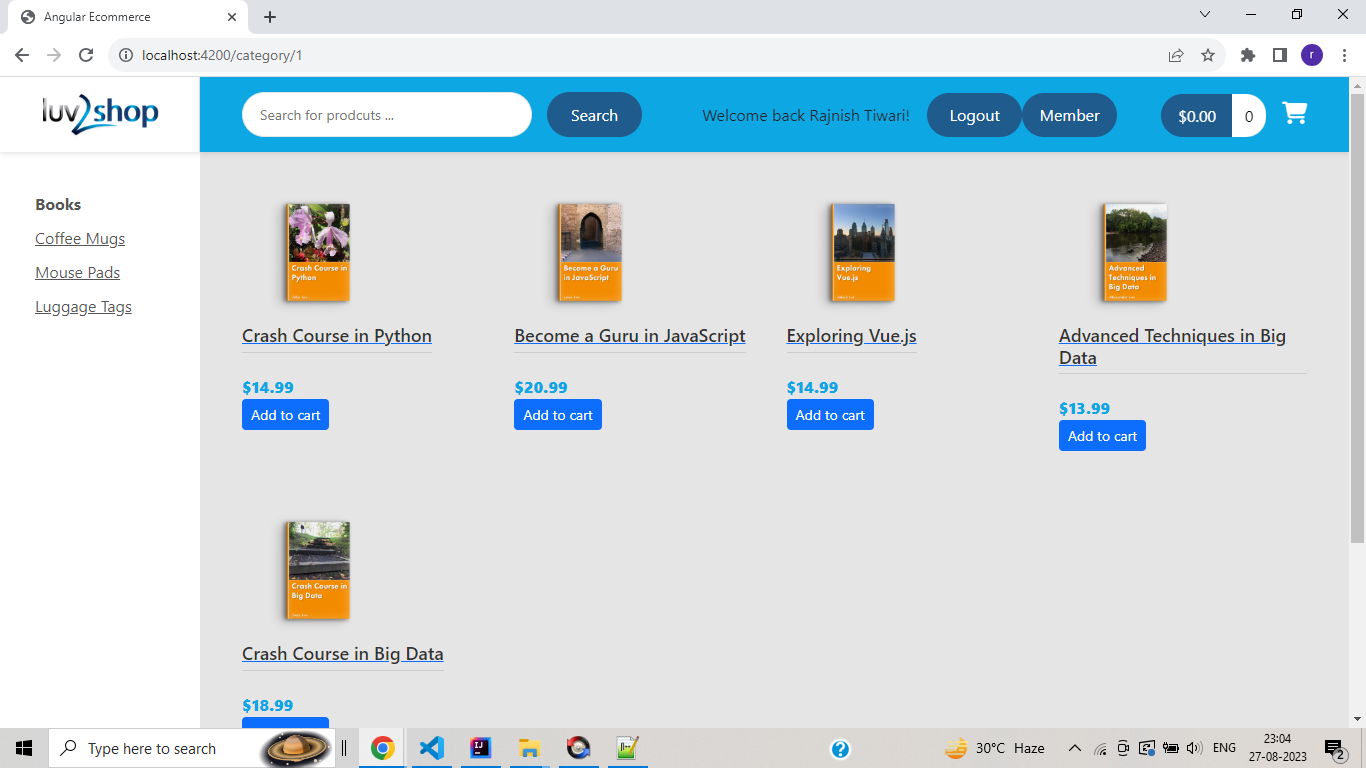 Angular Ecommerce
localhost:4200/category/1
r
luv2shop
Search for prodcuts ...
Search
Welcome back Rajnish Tiwari!
Logout
Member
$0.00
0
Books
Coffee Mugs
Mouse Pads
Luggage Tags
Crash Course in
Python
Become a Guru
in JavaScript
Exploring
Vue.js
Advanced
Techniques in
Big Data
Crash Course in Python
Become a Guru in JavaScript
Exploring Vue.js
Advanced Techniques in Big
Data
$14.99
$20.99
$14.99
$13.99
Add to cart
Add to cart
Add to cart
Add to cart
Crash Course in
Big Data
Crash Course in Big Data
$18.99
Type here to search
30°C Haze
ENG
23:04
27-08-2023
2